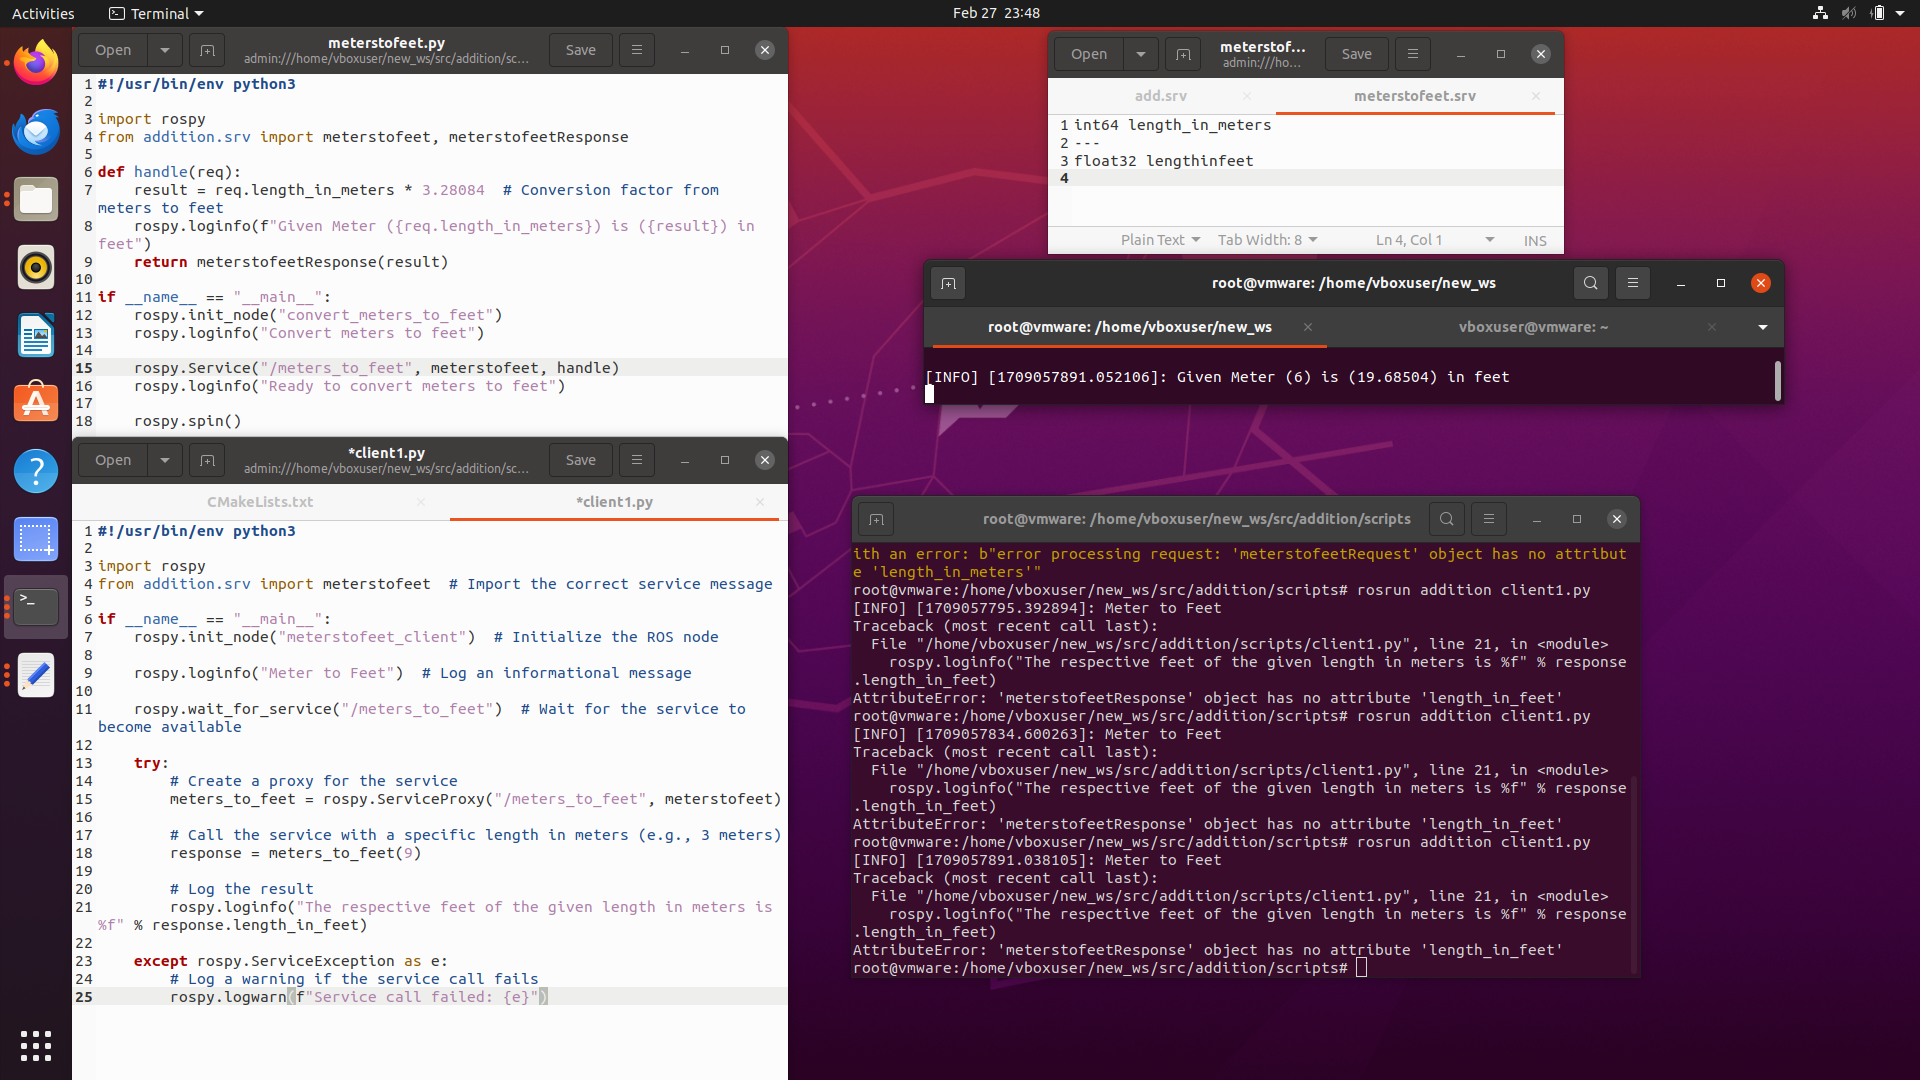 Activities
Terminal
Feb 27 23:48
Open
meterstofeet.py
admin:///home/vboxuser/new_ws/src/addition/sc...
Save
1 #!/usr/bin/env python3
2
3 import rospy
4 from addition.srv import meterstofeet, meterstofeetResponse
5
6 def handle(req):
7     result = req.length_in_meters * 3.28084  # Conversion factor from
meters to feet
8     rospy.loginfo(f"Given Meter ({req.length_in_meters}) is ({result}) in
feet")
9     return meterstofeetResponse(result)
10
11 if __name__ == "__main__":
12     rospy.init_node("convert_meters_to_feet")
13     rospy.loginfo("Convert meters to feet")
14
15     rospy.Service("/meters_to_feet", meterstofeet, handle)
16     rospy.loginfo("Ready to convert meters to feet")
17
18     rospy.spin()
Open
*client1.py
admin:///home/vboxuser/new_ws/src/addition/sc...
Save
CMakeLists.txt
*client1.py
1 #!/usr/bin/env python3
2
3 import rospy
4 from addition.srv import meterstofeet  # Import the correct service message
5
6 if __name__ == "__main__":
7     rospy.init_node("meterstofeet_client")  # Initialize the ROS node
8
9     rospy.loginfo("Meter to Feet")  # Log an informational message
10
11     rospy.wait_for_service("/meters_to_feet")  # Wait for the service to
become available
12
13     try:
14         # Create a proxy for the service
15         meters_to_feet = rospy.ServiceProxy("/meters_to_feet", meterstofeet)
16
17         # Call the service with a specific length in meters (e.g., 3 meters)
18         response = meters_to_feet(9)
19
20         # Log the result
21         rospy.loginfo("The respective feet of the given length in meters is
%f" % response.length_in_feet)
22
23     except rospy.ServiceException as e:
24         # Log a warning if the service call fails
25         rospy.logwarn(f"Service call failed: {e}")
Open
meterstof...
admin:///ho...
Save
add.srv
meterstofeet.srv
1 int64 length_in_meters
2 ---
3 float32 lengthinfeet
4
Plain Text
Tab Width: 8
Ln 4, Col 1
INS
root@vmware: /home/vboxuser/new_ws
root@vmware: /home/vboxuser/new_ws
vboxuser@vmware: ~
[INFO] [1709057891.052106]: Given Meter (6) is (19.68504) in feet
root@vmware: /home/vboxuser/new_ws/src/addition/scripts
ith an error: b"error processing request: 'meterstofeetRequest' object has no attribut
e 'length_in_meters'"
root@vmware:/home/vboxuser/new_ws/src/addition/scripts# rosrun addition client1.py
[INFO] [1709057795.392894]: Meter to Feet
Traceback (most recent call last):
  File "/home/vboxuser/new_ws/src/addition/scripts/client1.py", line 21, in <module>
    rospy.loginfo("The respective feet of the given length in meters is %f" % response
.length_in_feet)
AttributeError: 'meterstofeetResponse' object has no attribute 'length_in_feet'
root@vmware:/home/vboxuser/new_ws/src/addition/scripts# rosrun addition client1.py
[INFO] [1709057834.600263]: Meter to Feet
Traceback (most recent call last):
  File "/home/vboxuser/new_ws/src/addition/scripts/client1.py", line 21, in <module>
    rospy.loginfo("The respective feet of the given length in meters is %f" % response
.length_in_feet)
AttributeError: 'meterstofeetResponse' object has no attribute 'length_in_feet'
root@vmware:/home/vboxuser/new_ws/src/addition/scripts# rosrun addition client1.py
[INFO] [1709057891.038105]: Meter to Feet
Traceback (most recent call last):
  File "/home/vboxuser/new_ws/src/addition/scripts/client1.py", line 21, in <module>
    rospy.loginfo("The respective feet of the given length in meters is %f" % response
.length_in_feet)
AttributeError: 'meterstofeetResponse' object has no attribute 'length_in_feet'
root@vmware:/home/vboxuser/new_ws/src/addition/scripts#